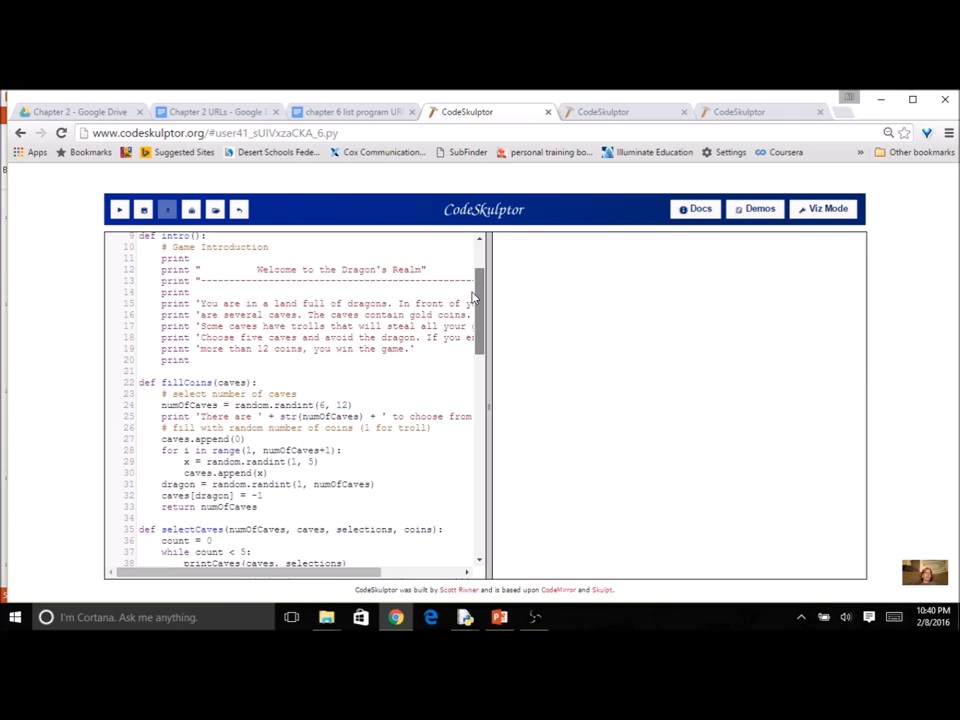 Chapter 2 - Google Drive
Chapter 2 URLs - Google
chapter 6 list program UR
CodeSkulptor
CodeSkulptor
CodeSkulptor
www.codeskulptor.org/#user41_sUIVxzaCKA_6.py
Apps
Bookmarks
Suggested Sites
Desert Schools Fede...
Cox Communication...
SubFinder
personal training bo...
Illuminate Education
Settings
Coursera
»
Other bookmarks
CodeSkulptor
Docs
Demos
Viz Mode
9 def intro():
10 # Game Introduction
11 print
12 print " Welcome to the Dragon's Realm"
13 print "--------------------------------------------------
14 print
15 print 'You are in a land full of dragons. In front of y
16 print 'are several caves. The caves contain gold coins.
17 print 'Some caves have trolls that will steal all your
18 print 'Choose five caves and avoid the dragon. If you e
19 print 'more than 12 coins, you win the game.'
20 print
21
22 def fillCoins(caves):
23 # select number of caves
24 numOfCaves = random.randint(6, 12)
25 print 'There are ' + str(numOfCaves) + ' to choose from
26 # fill with random number of coins (1 for troll)
27 caves.append(0)
28 for i in range(1, numOfCaves+1):
29 x = random.randint(1, 5)
30 caves.append(x)
31 dragon = random.randint(1, numOfCaves)
32 caves[dragon] = -1
33 return numOfCaves
34
35 def selectCaves(numOfCaves, caves, selections, coins):
36 count = 0
37 while count < 5:
38 printCaves(caves, selections)
CodeSkulptor was built by Scott Rixner and is based upon CodeMirror and Skulpt.
I'm Cortana. Ask me anything.
10:40 PM
2/8/2016